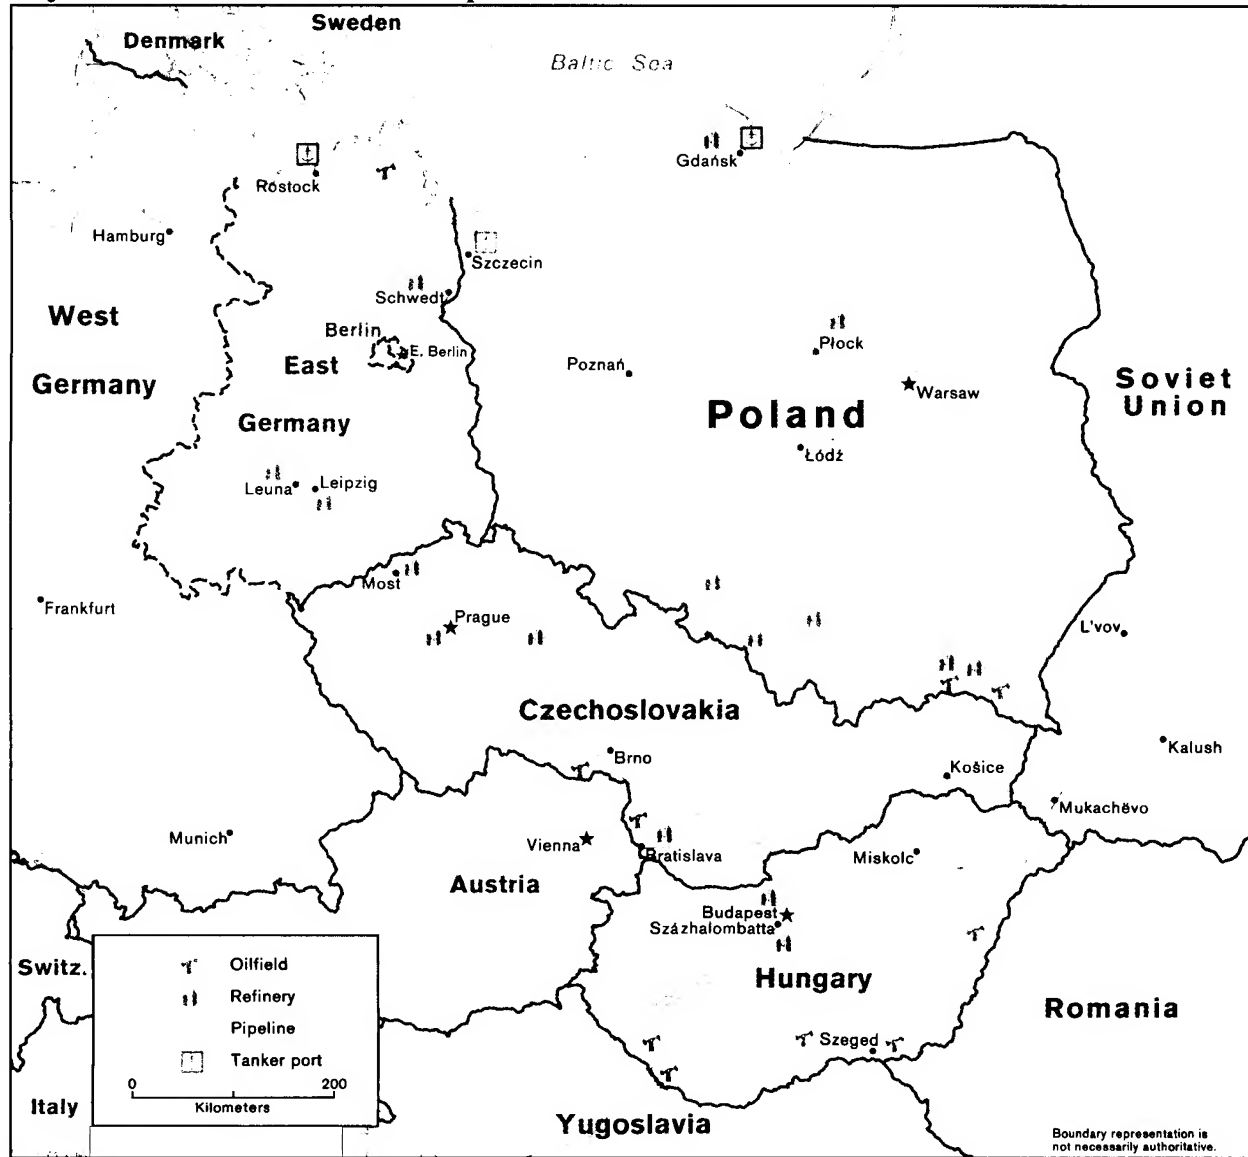 Sweden
Denmark
Baltic Sea
Gdańsk
Rostock
Hamburg
Szczecin
Schwedt
West
Germany
Berlin
E. Berlin
East
Germany
Płock
Poznań
Warsaw
Soviet
Union
Poland
Łódź
Leuna
Leipzig
Most
Frankfurt
Prague
L'vov
Czechoslovakia
Brno
Košice
Kalush
Mukachëvo
Munich
Vienna
Bratislava
Miskolc
Austria
Budapest
Százhalombatta
Switz.
Hungary
Romania
Oilfield
Refinery
Pipeline
Tanker port
0 200
Kilometers
Szeged
Italy
Yugoslavia
Boundary representation is
not necessarily authoritative.